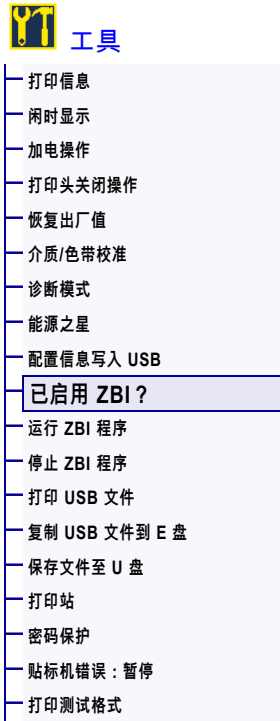 工具
打印信息
闲时显示
加电操作
打印头关闭操作
恢复出厂值
介质/色带校准
诊断模式
能源之星
配置信息写入 USB
已启用 ZBI？
运行 ZBI 程序
停止 ZBI 程序
打印 USB 文件
复制 USB 文件到 E 盘
保存文件至 U 盘
打印站
密码保护
贴标机错误：暂停
打印测试格式